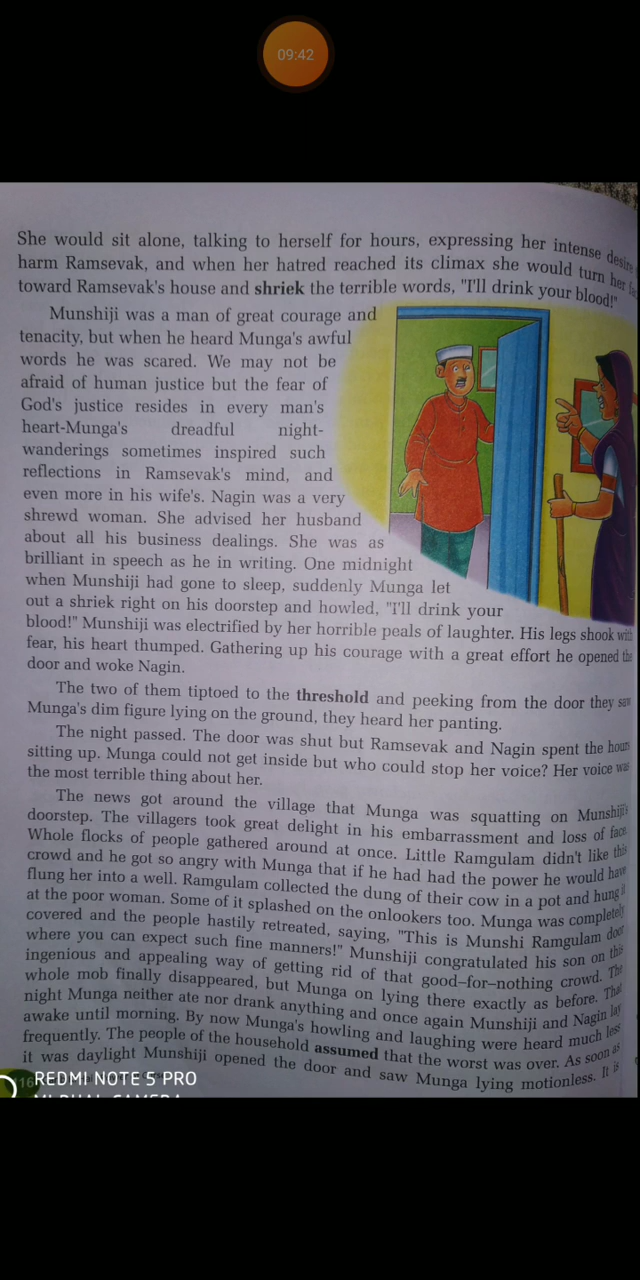 09:42
She would sit alone, talking to herself for hours, expressing her intense desire
harm Ramsevak, and when her hatred reached its climax she would turn her
toward Ramsevak's house and shriek the terrible words, "I'll drink your blood!"
Munshiji was a man of great courage and
tenacity, but when he heard Munga's awful
words he was scared. We may not be
afraid of human justice but the fear of
God's justice resides in every man's
heart-Munga's dreadful night-
wanderings sometimes inspired such
reflections in Ramsevak's mind, and
even more in his wife's. Nagin was a very
shrewd woman. She advised her husband
about all his business dealings. She was as
brilliant in speech as he in writing. One midnight
when Munshiji had gone to sleep, suddenly Munga let
out a shriek right on his doorstep and howled, "I'll drink your
blood!" Munshiji was electrified by her horrible peals of laughter. His legs shook with
fear, his heart thumped. Gathering up his courage with a great effort he opened the
door and woke Nagin.
The two of them tiptoed to the threshold and peeking from the door they saw
Munga's dim figure lying on the ground, they heard her panting.
The night passed. The door was shut but Ramsevak and Nagin spent the hours
sitting up. Munga could not get inside but who could stop her voice? Her voice was
the most terrible thing about her.
The news got around the village that Munga was squatting on Munshiji's
doorstep. The villagers took great delight in his embarrassment and loss of face.
Whole flocks of people gathered around at once. Little Ramgulam didn't like this
crowd and he got so angry with Munga that if he had had the power he would have
flung her into a well. Ramgulam collected the dung of their cow in a pot and hung it
at the poor woman. Some of it splashed on the onlookers too. Munga was completely
covered and the people hastily retreated, saying, "This is Munshi Ramgulam door
where you can expect such fine manners!" Munshiji congratulated his son on this
ingenious and appealing way of getting rid of that good–for–nothing crowd. The
whole mob finally disappeared, but Munga on lying there exactly as before. That
night Munga neither ate nor drank anything and once again Munshiji and Nagin lay
awake until morning. By now Munga's howling and laughing were heard much less
frequently. The people of the household assumed that the worst was over. As soon as
it was daylight Munshiji opened the door and saw Munga lying motionless. It is
116
REDMI NOTE 5 PRO